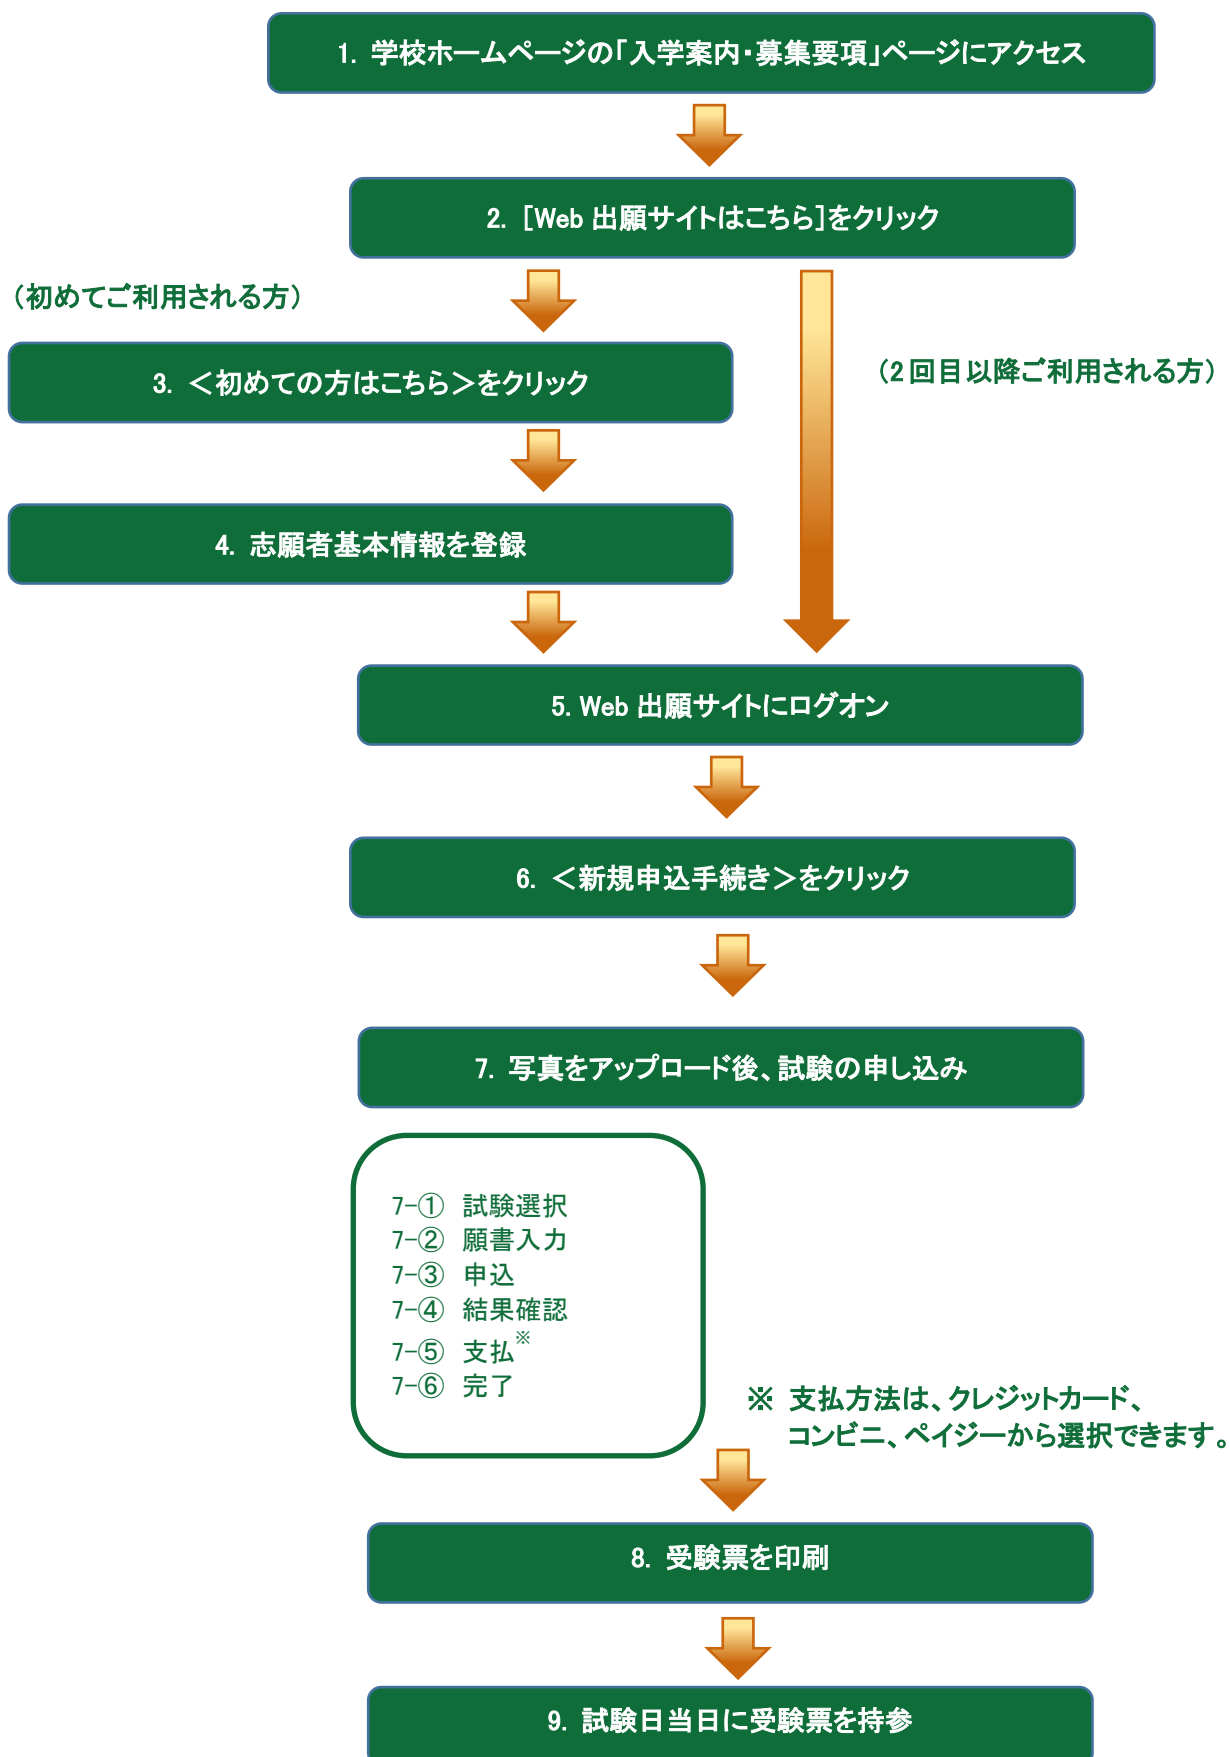 1. 学校ホームページの「入学案内・募集要項」ページにアクセス
2. [Web 出願サイトはこちら]をクリック
（初めてご利用される方）
3. ＜初めての方はこちら＞をクリック
（2回目以降ご利用される方）
4. 志願者基本情報を登録
5. Web 出願サイトにログオン
6. ＜新規申込手続き＞をクリック
7. 写真をアップロード後、試験の申し込み
7-① 試験選択
7-② 願書入力
7-③ 申込
7-④ 結果確認
7-⑤ 支払※
7-⑥ 完了
※ 支払方法は、クレジットカード、
コンビニ、ペイジーから選択できます。
8. 受験票を印刷
9. 試験日当日に受験票を持参